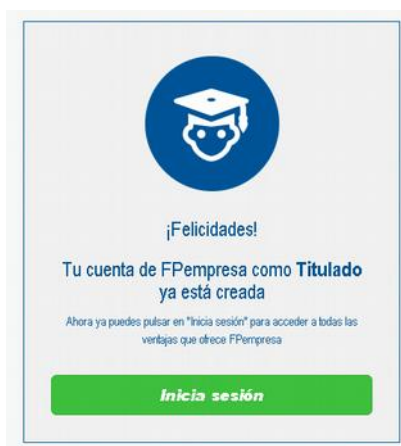 ¡Felicidades!
Tu cuenta de FPempresa como Titulado
ya está creada
Ahora ya puedes pulsar en "Inicia sesión" para acceder a todas las
ventajas que ofrece FPempresa
Inicia sesión